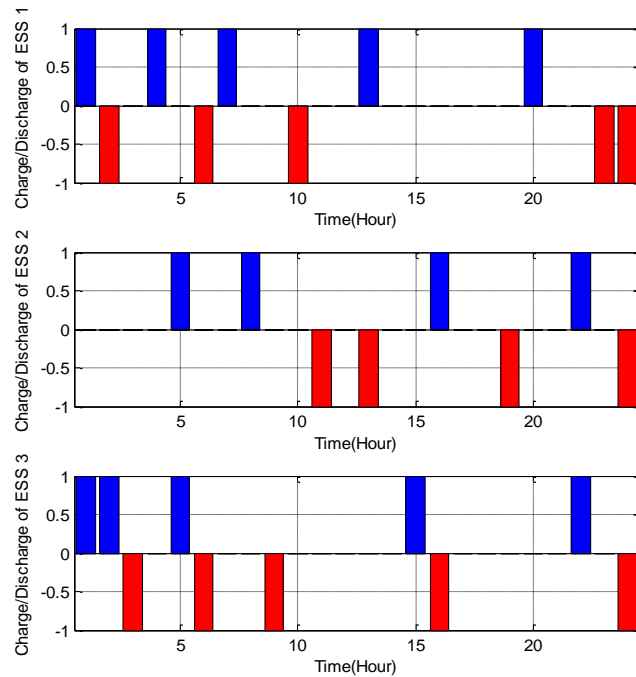 Charge/Discharge of ESS 1
1
0.5
0
-0.5
-1
5 10 15 20
Time(Hour)
Charge/Discharge of ESS 2
1
0.5
0
-0.5
-1
5 10 15 20
Time(Hour)
Charge/Discharge of ESS 3
1
0.5
0
-0.5
-1
5 10 15 20
Time(Hour)